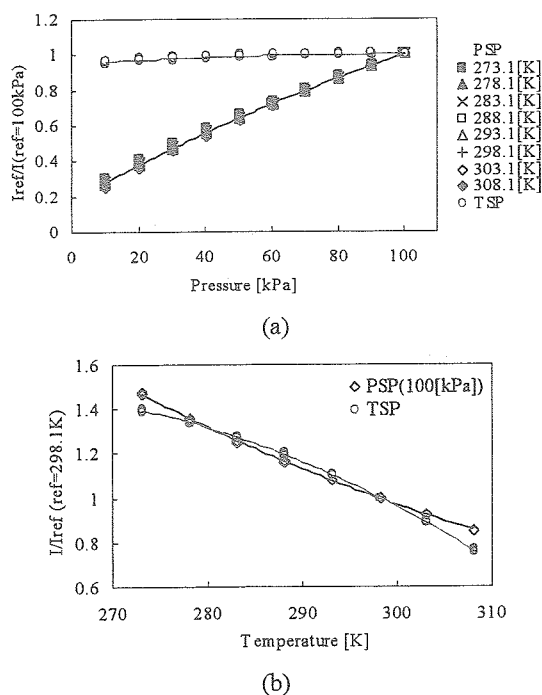 (a)
1.2
1
0.8
0.6
0.4
0.2
0
Iref/I(ref=100kPa)
0 20 40 60 80 100
Pressure [kPa]
PSP
273.1[K]
278.1[K]
283.1[K]
288.1[K]
293.1[K]
298.1[K]
303.1[K]
308.1[K]
TSP
(a)
1.6
1.4
1.2
1
0.8
0.6
I/Iref (ref=298.1K)
PSP(100[kPa])
TSP
270 280 290 300 310
Temperature [K]
(b)